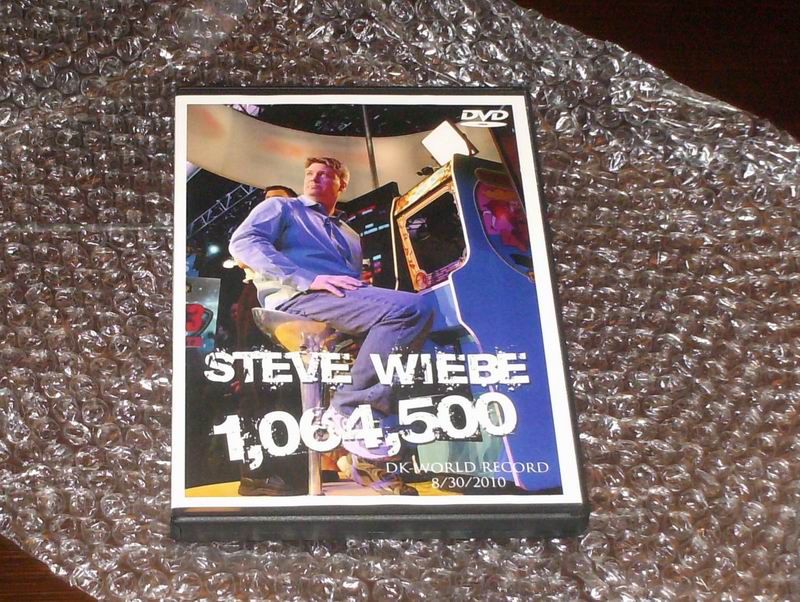 DVD
STEVE WIEBE
1,064,500
DK-WORLD RECORD
8/30/2010